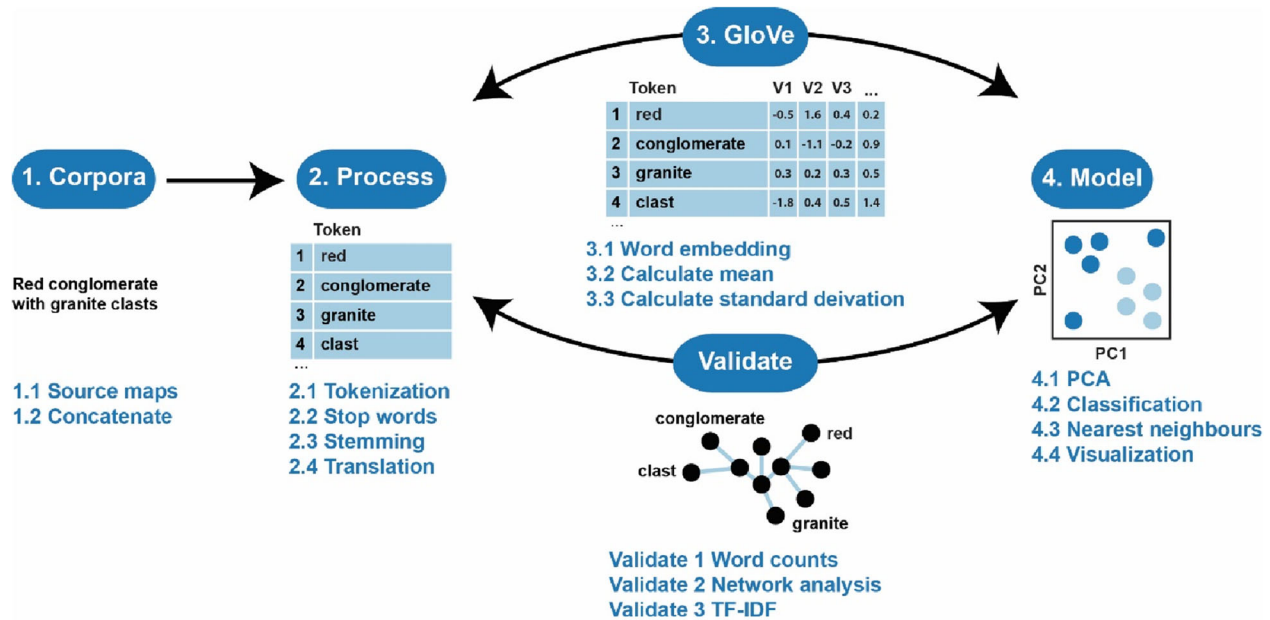 3. GloVe
Token V1 V2 V3 ...
1 red -0.5 1.6 0.4 0.2
2 conglomerate 0.1 -1.1 -0.2 0.9
3 granite 0.3 0.2 0.3 0.5
4 clast -1.8 0.4 0.5 1.4
...
3.1 Word embedding
3.2 Calculate mean
3.3 Calculate standard deivation
1. Corpora
Red conglomerate
with granite clasts
1.1 Source maps
1.2 Concatenate
2. Process
Token
1 red
2 conglomerate
3 granite
4 clast
...
2.1 Tokenization
2.2 Stop words
2.3 Stemming
2.4 Translation
Validate
conglomerate
red
clast
granite
Validate 1 Word counts
Validate 2 Network analysis
Validate 3 TF-IDF
4. Model
PC2
PC1
4.1 PCA
4.2 Classification
4.3 Nearest neighbours
4.4 Visualization